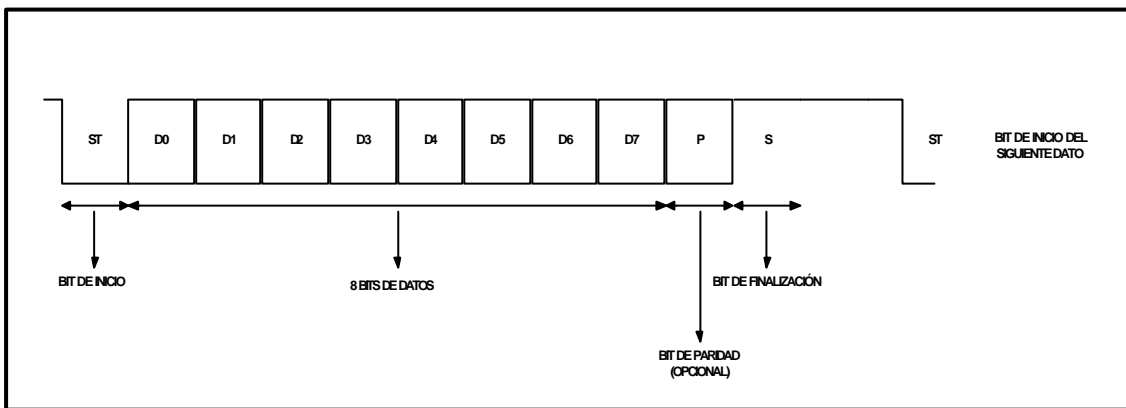 ST D0 D1 D2 D3 D4 D5 D6 D7 P S ST
BIT DE INICIO DEL
SIGUIENTE DATO
BIT DE INICIO
8 BITS DE DATOS
BIT DE FINALIZACIÓN
BIT DE PARIDAD
(OPCIONAL)